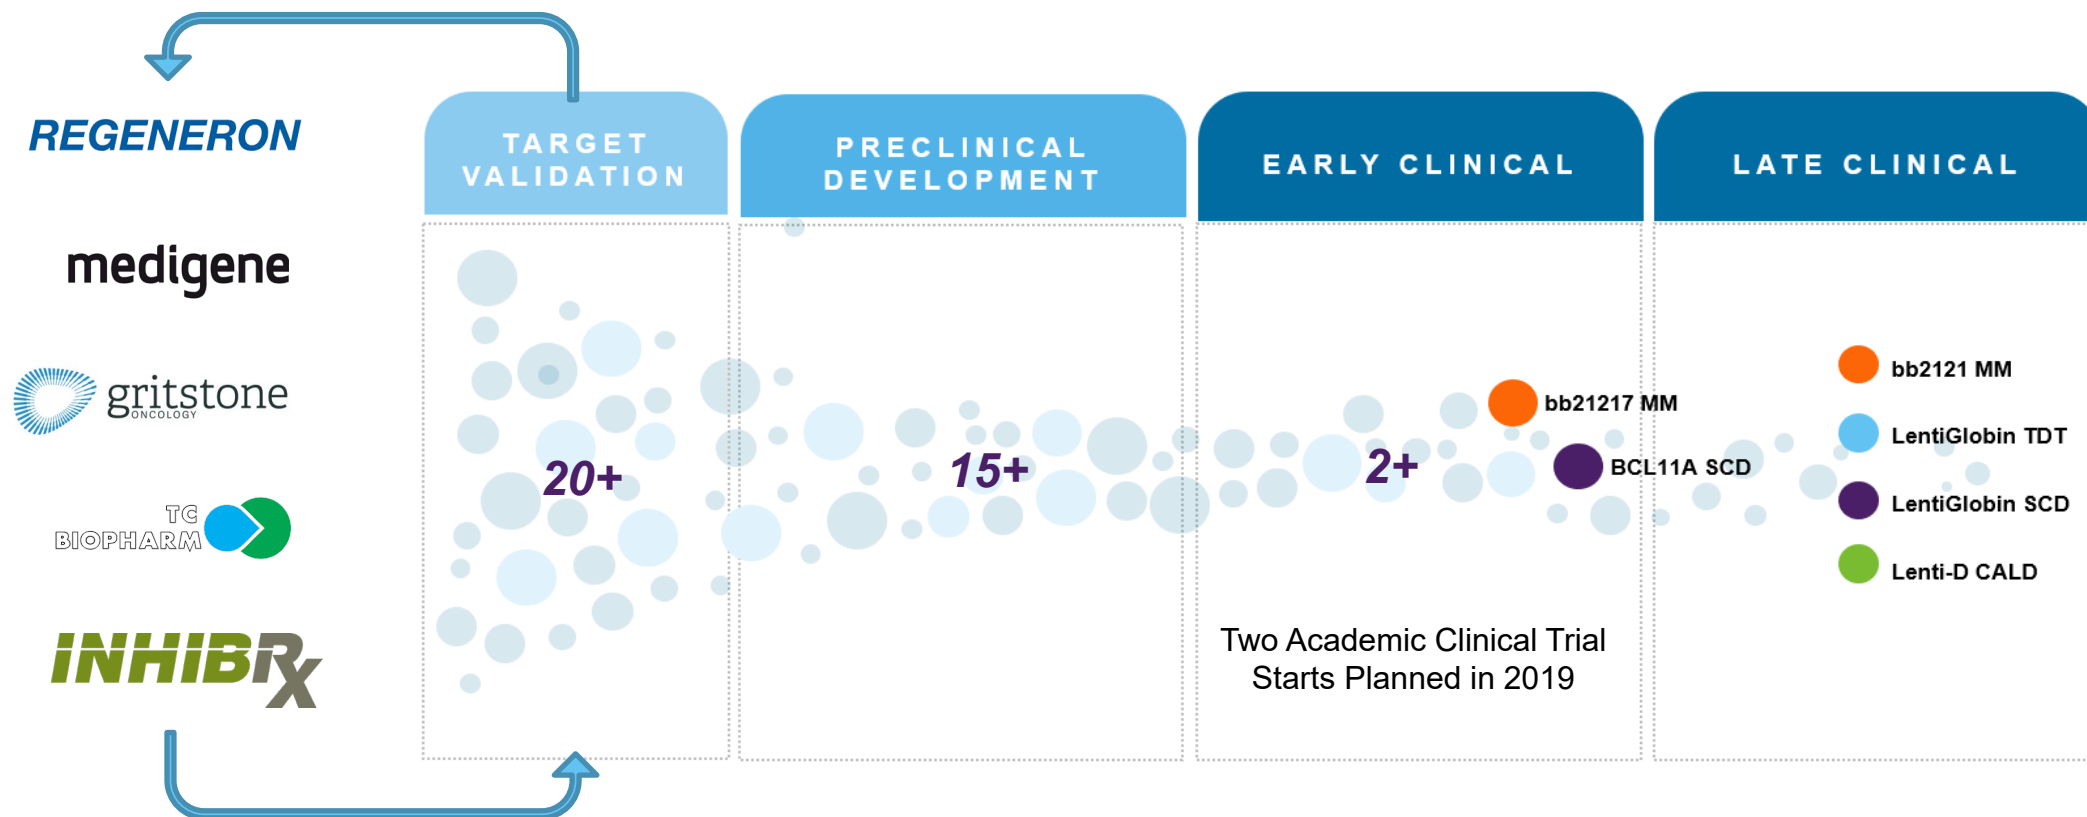 REGENERON
medigene
gritstone
ONCOLOGY
TC
BIOPHARM
INHIBRx
TARGET
VALIDATION
20+
PRECLINICAL
DEVELOPMENT
15+
EARLY CLINICAL
bb21217 MM
2+
BCL11A SCD
Two Academic Clinical Trial
Starts Planned in 2019
LATE CLINICAL
bb2121 MM
LentiGlobin TDT
LentiGlobin SCD
Lenti-D CALD